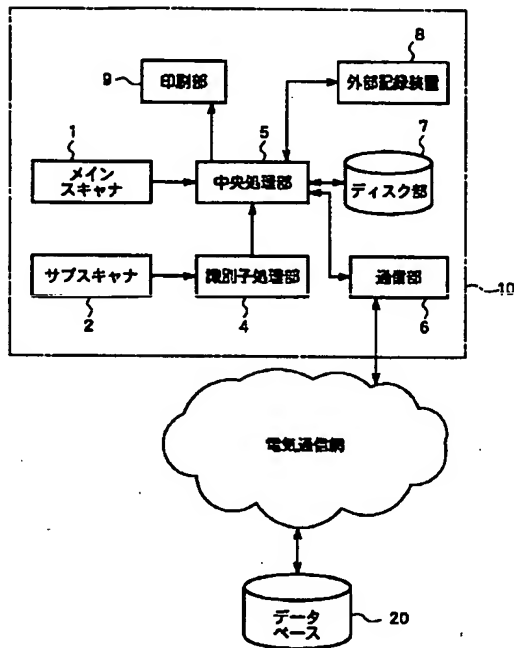 8
9
印刷部
外部記録装置
1
5
7
メイン
スキャナ
中央処理部
ディスク部
サブスキャナ
識別子処理部
通信部
2
4
6
10
電気通信網
データ
ベース
20